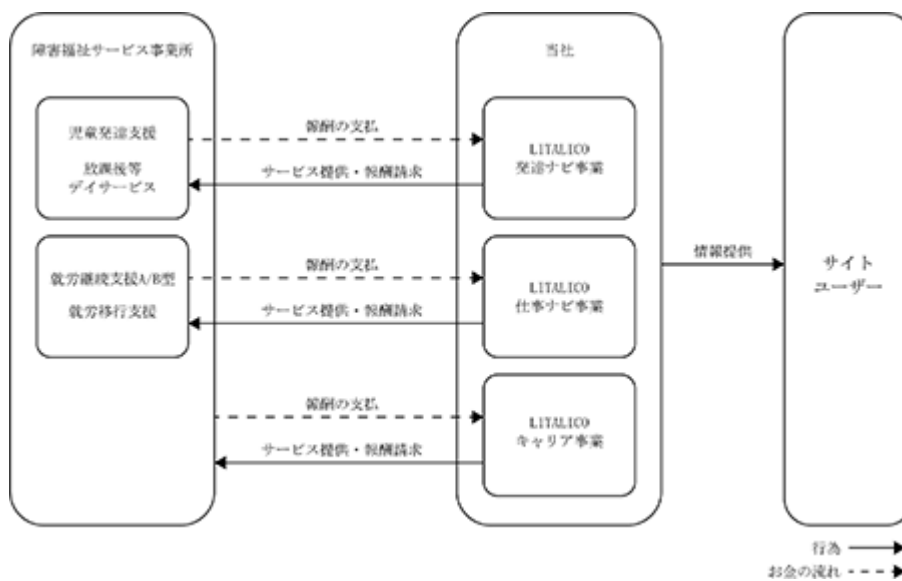 障害福祉サービス事業所
当社
児童発達支援
放課後等
デイサービス
報酬の支払
サービス提供・報酬請求
LITALICO
発達ナビ事業
就労継続支援A/B型
就労移行支援
報酬の支払
サービス提供・報酬請求
LITALICO
仕事ナビ事業
情報提供
サイト
ユーザー
報酬の支払
サービス提供・報酬請求
LITALICO
キャリア事業
行為
お金の流れ